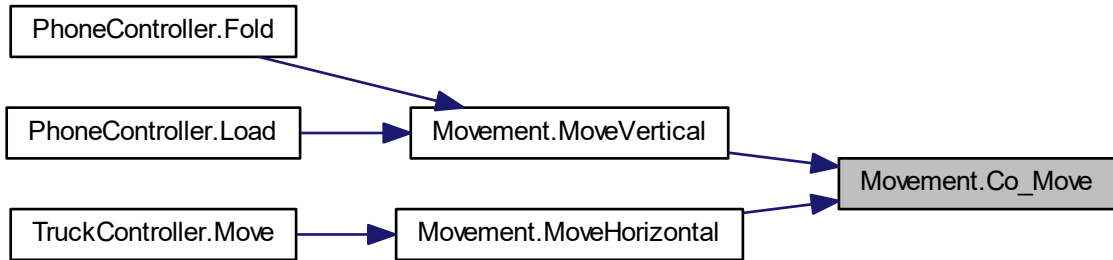 PhoneController.Fold
PhoneController.Load
Movement.MoveVertical
Movement.Co_Move
TruckController.Move
Movement.MoveHorizontal